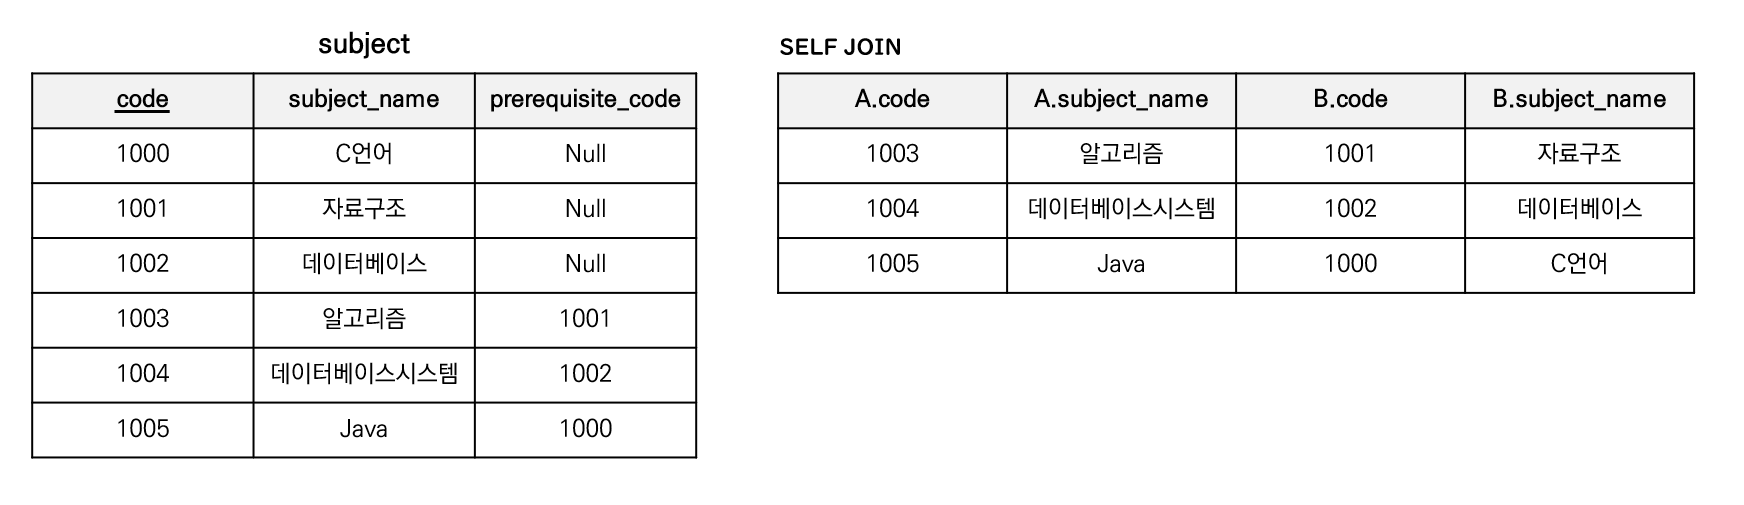 subject
code subject_name prerequisite_code
1000 C언어 Null
1001 자료구조 Null
1002 데이터베이스 Null
1003 알고리즘 1001
1004 데이터베이스시스템 1002
1005 Java 1000
SELF JOIN
A.code A.subject_name B.code B.subject_name
1003 알고리즘 1001 자료구조
1004 데이터베이스시스템 1002 데이터베이스
1005 Java 1000 C언어